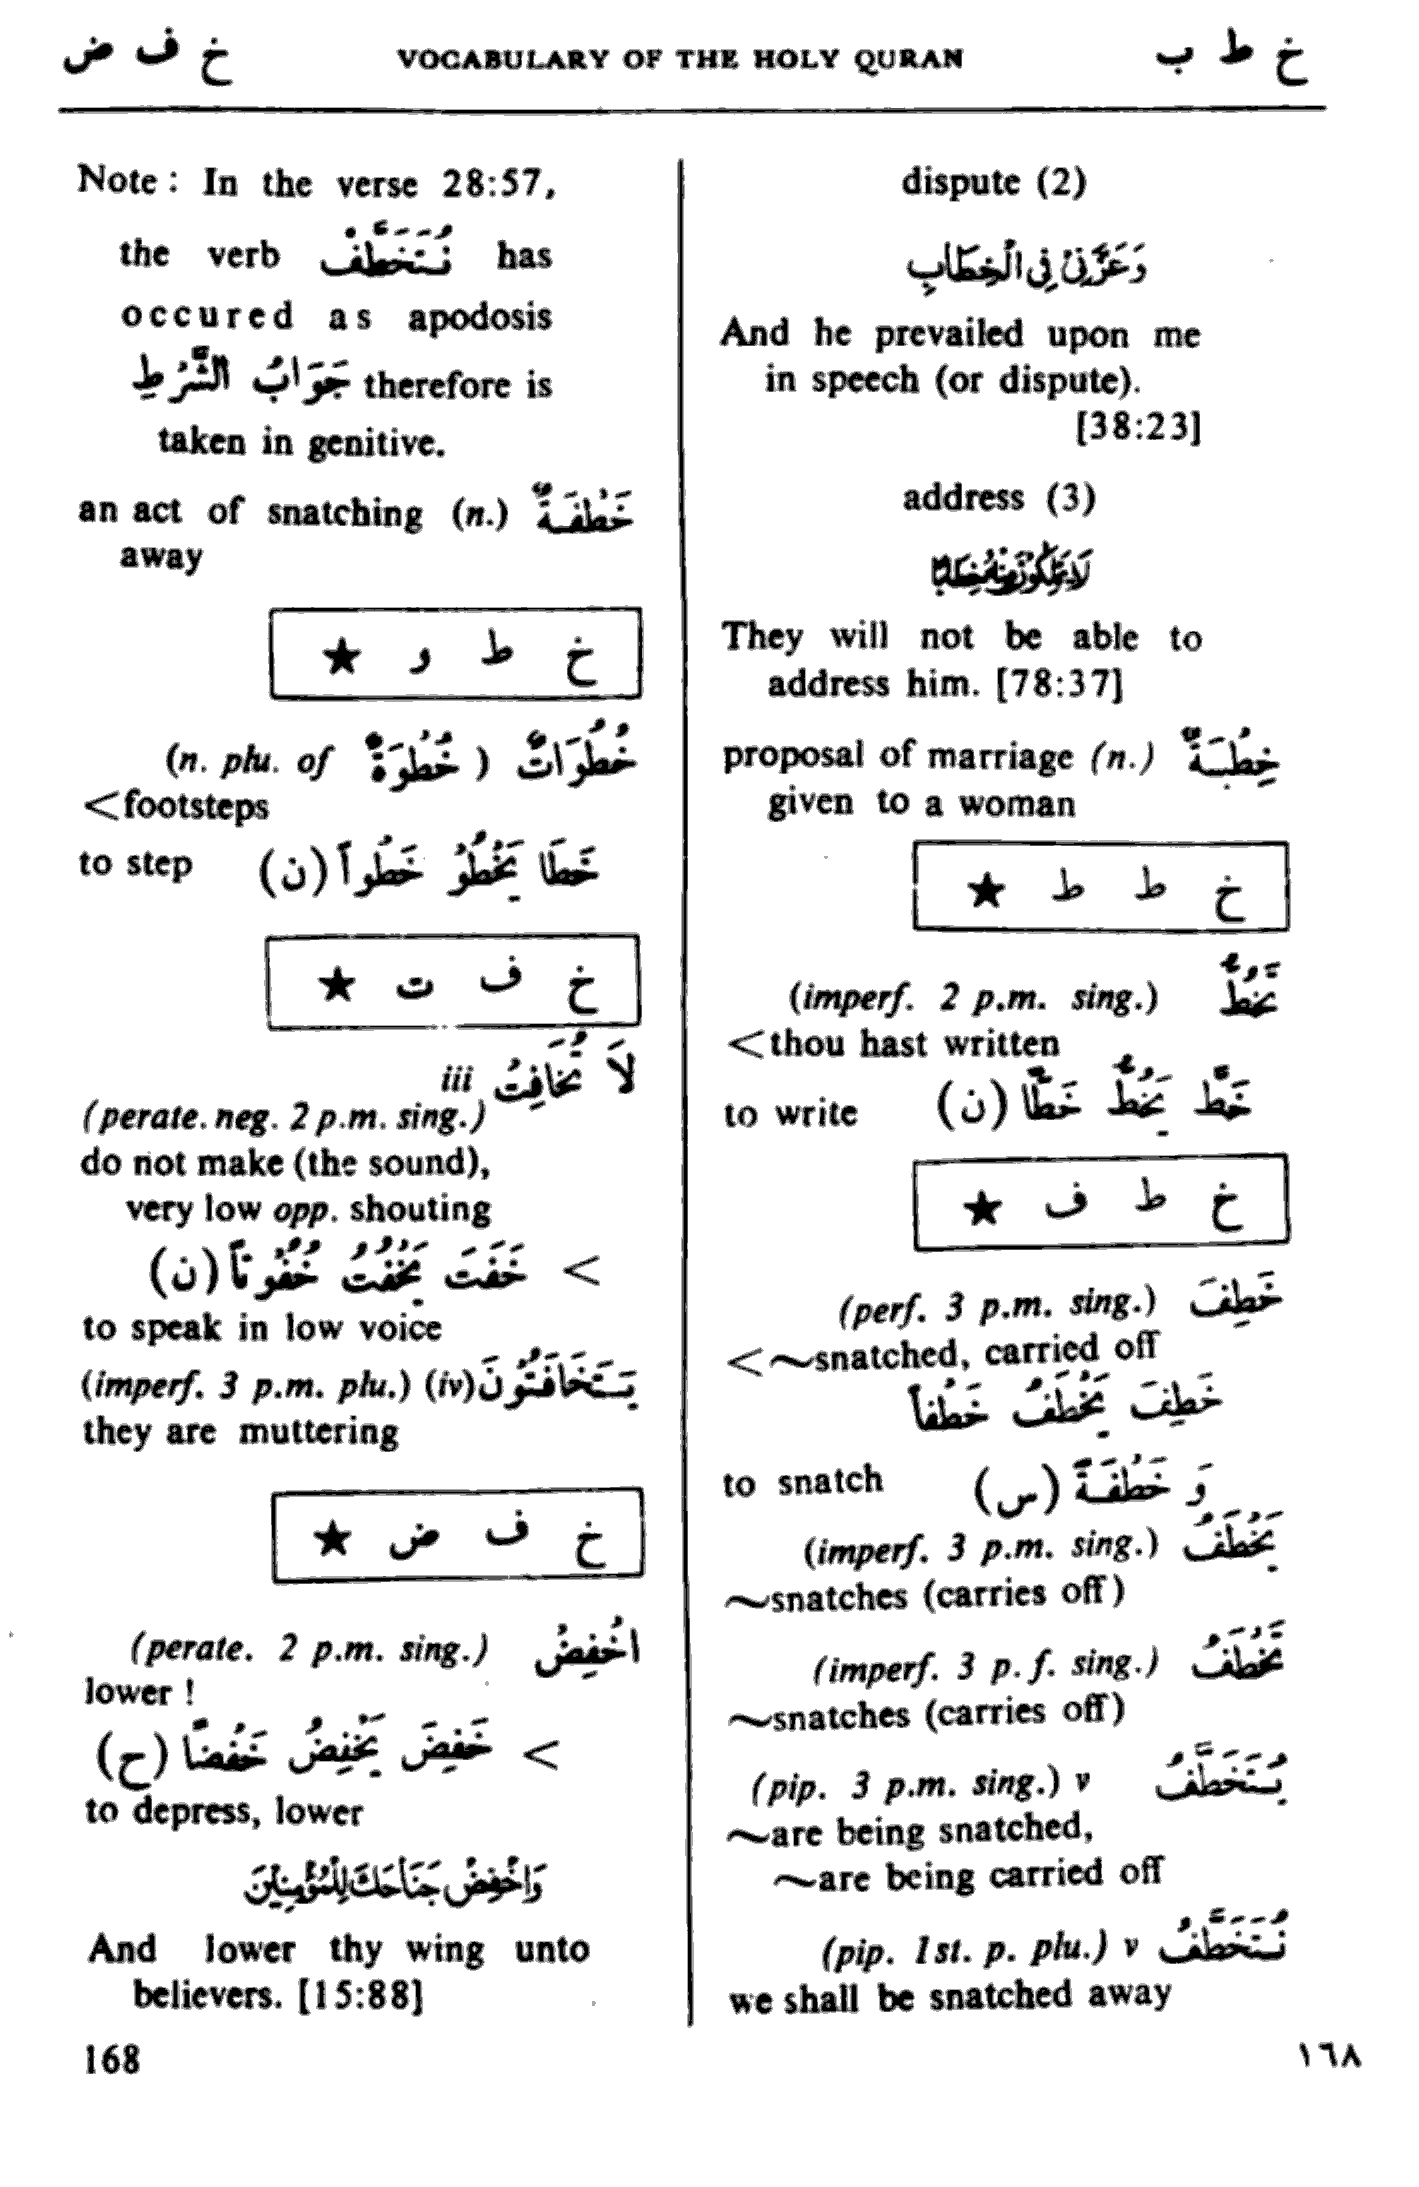 خ ف ض VOCABULARY OF THE HOLY QURAN خ ط ب
dispute (2)
وَعَزَّنِىْ فِى الْخِطَابِ
And he prevailed upon me
in speech (or dispute).
[38:23]
address (3)
لَا يَمْلِكُوْنَ مِنْهُ خِطَابًا
They will not be able to
address him. [78:37]
proposal of marriage (n.) خِطْبَةٌ
given to a woman
خ ط ط ★
(imperf. 2 p.m. sing.) تَخُطُّ
<thou hast written
to write خَطَّ يَخُطُّ خَطًّا (ن)
خ ط ف ★
(perf. 3 p.m. sing.) خَطِفَ
<~snatched, carried off
خَطِفَ يَخْطَفُ خَطْفاً
to snatch وَ خَطْفَةً (س)
(imperf. 3 p.m. sing.) يَخْطَفُ
~snatches (carries off)
(imperf. 3 p. f. sing.) تَخْطَفُ
~snatches (carries off)
(pip. 3 p.m. sing.) v يُتَخَطَّفُ
~are being snatched,
~are being carried off
(pip. 1st. p. plu.) v نُتَخَطَّفُ
we shall be snatched away
Note : In the verse 28:57,
the verb نُتَخَطَّفْ has
occured as apodosis
جَوَابُ الشَّرْطِ therefore is
taken in genitive.
an act of snatching (n.) خَطْفَةٌ
away
خ ط و ★
(n. plu. of خُطْوَةٌ ) خُطُوَاتٌ
<footsteps
to step خَطَا يَخْطُوْ خَطْواً (ن)
خ ف ت ★
iii لَا تُخَافِتْ
(perate. neg. 2 p.m. sing.)
do not make (the sound),
very low opp. shouting
< خَفَتَ يَخْفُتُ خُفُوْتاً (ن)
to speak in low voice
(imperf. 3 p.m. plu.) (iv) يَتَخَافَتُوْنَ
they are muttering
خ ف ض ★
(perate. 2 p.m. sing.) اخْفِضْ
lower !
< خَفِضَ يَخْفِضُ خَفْضًا (ح)
to depress, lower
وَاخْفِضْ جَنَاحَكَ لِلْمُؤْمِنِيْنَ
And lower thy wing unto
believers. [15:88]
168 ١٦٨